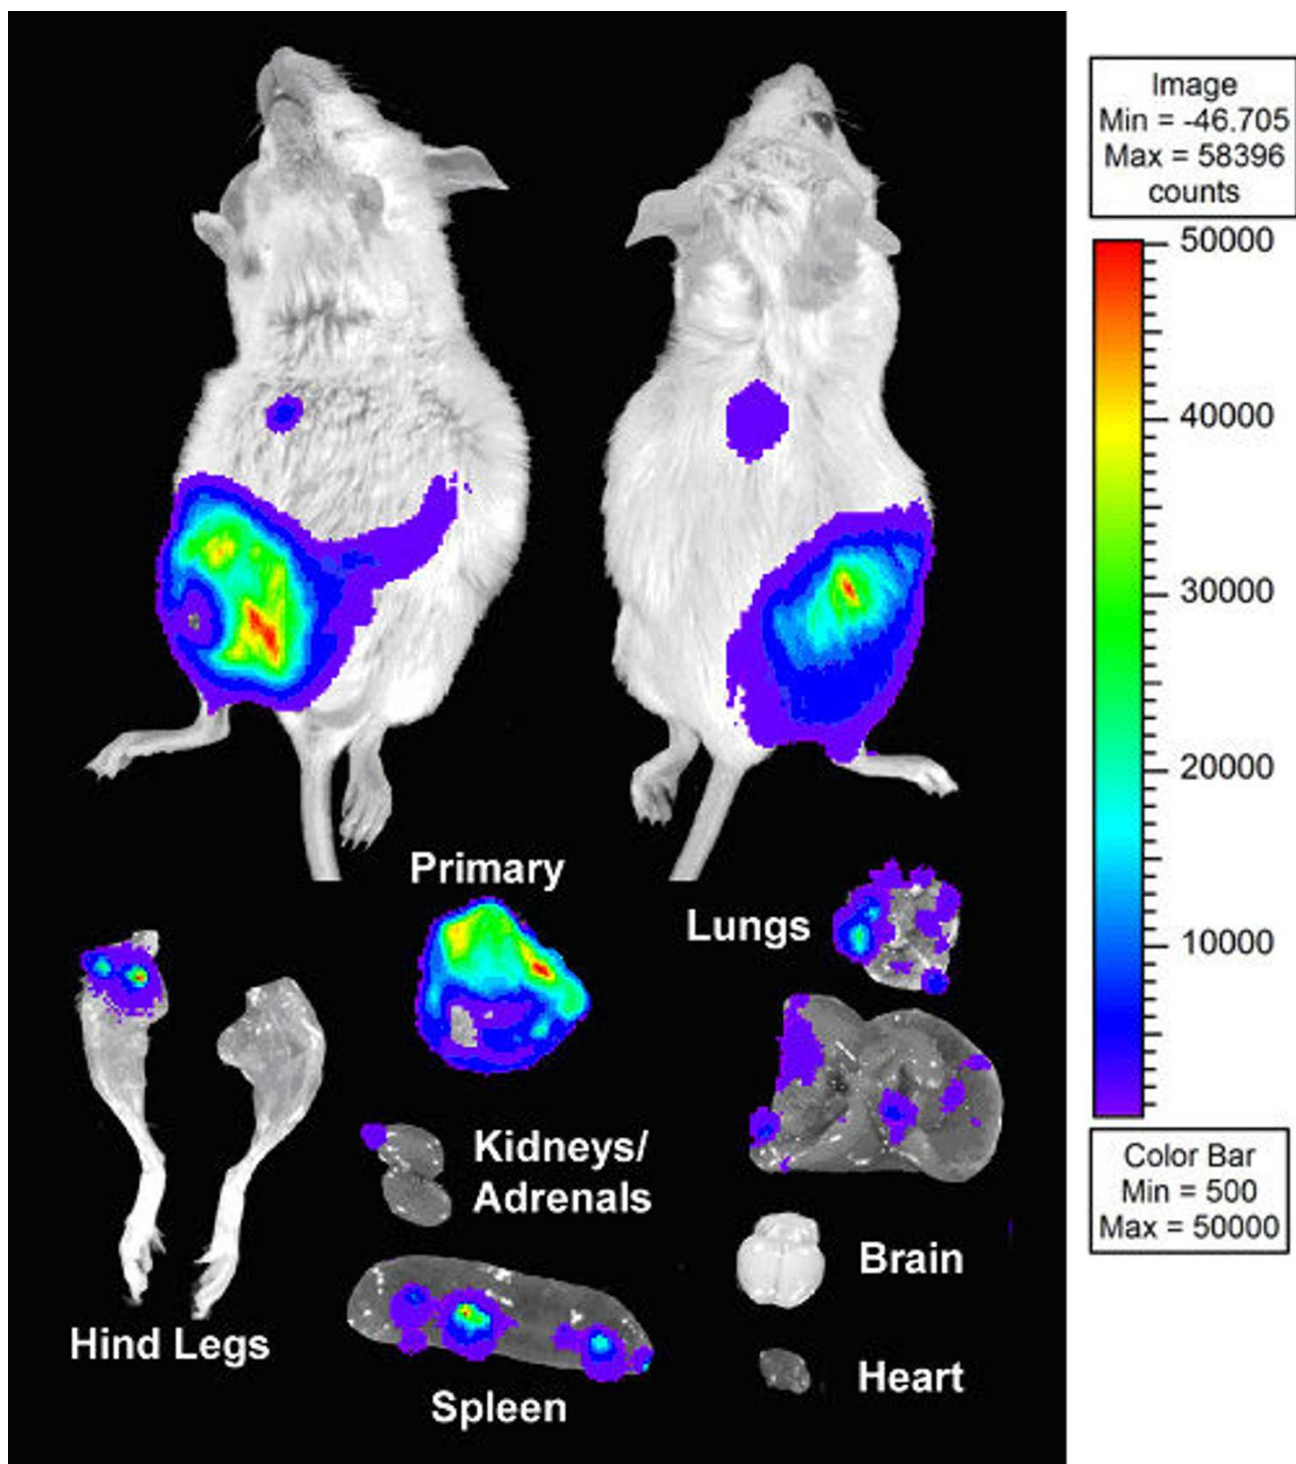 Image
Min = -46.705
Max = 58396
counts
50000
40000
30000
20000
10000
Color Bar
Min = 500
Max = 50000
Primary
Lungs
Kidneys/
Adrenals
Brain
Hind Legs
Heart
Spleen